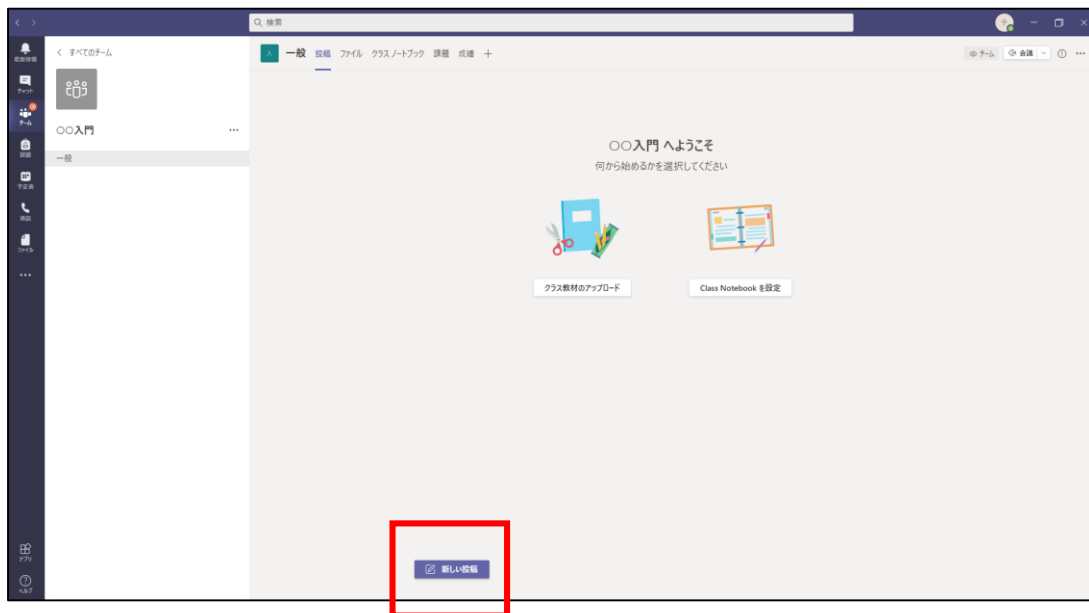 検索
すべてのチーム
一般 投稿 ファイル クラス ノートブック 課題 成績 +
チーム
会議
チャット
チーム
〇〇入門
課題
一般
予定表
通話
ファイル
〇〇入門 へようこそ
何から始めるかを選択してください
クラス教材のアップロード
Class Notebook を設定
アプリ
ヘルプ
新しい投稿